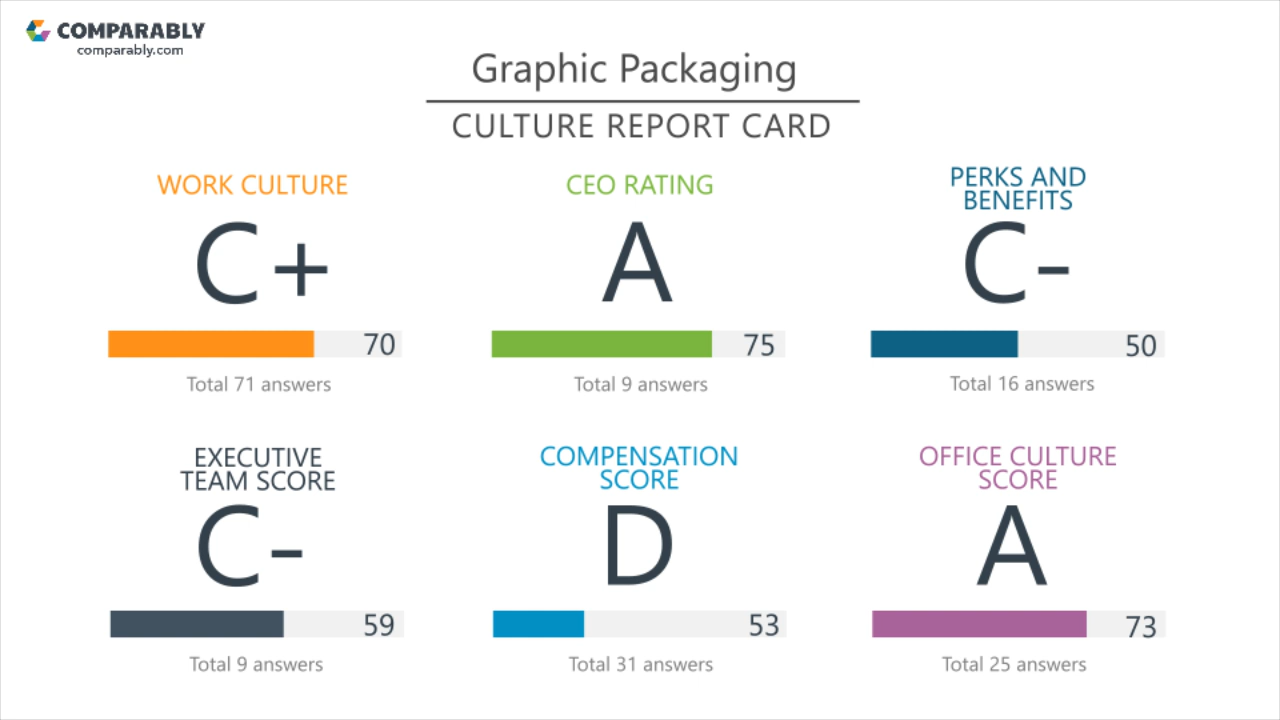 COMPARABLY
comparably.com
Graphic Packaging
CULTURE REPORT CARD
WORK CULTURE
C+
70
Total 71 answers
CEO RATING
A
75
Total 9 answers
PERKS AND
BENEFITS
C-
50
Total 16 answers
EXECUTIVE
TEAM SCORE
C-
59
Total 9 answers
COMPENSATION
SCORE
D
53
Total 31 answers
OFFICE CULTURE
SCORE
A
73
Total 25 answers